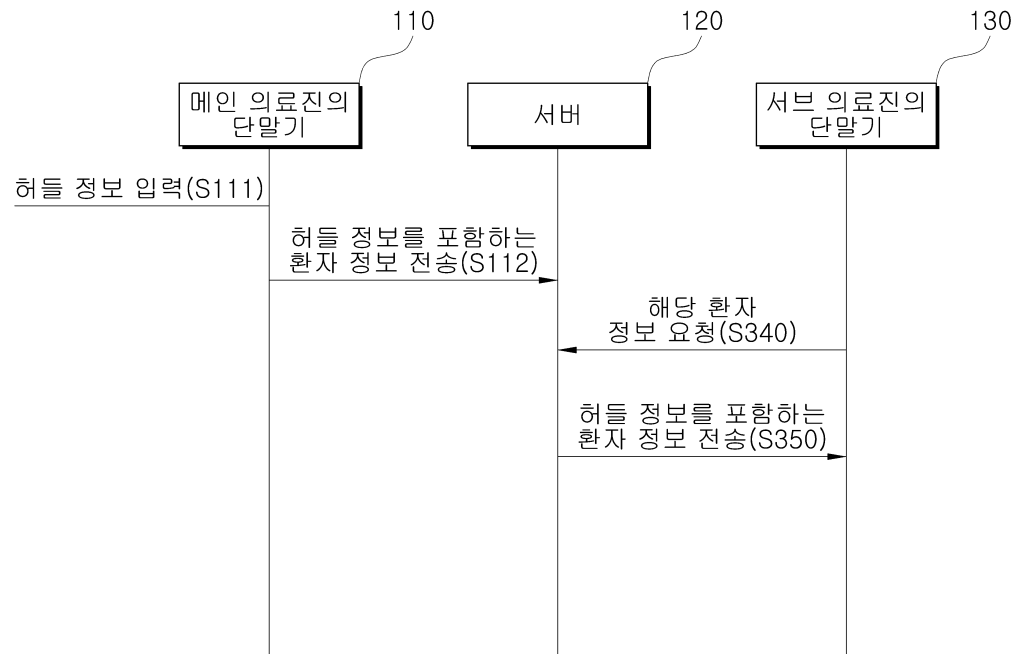 110
120
130
메인 의료진의
단말기
서버
서브 의료진의
단말기
허들 정보 입력(S111)
허들 정보를 포함하는
환자 정보 전송(S112)
해당 환자
정보 요청(S340)
허들 정보를 포함하는
환자 정보 전송(S350)